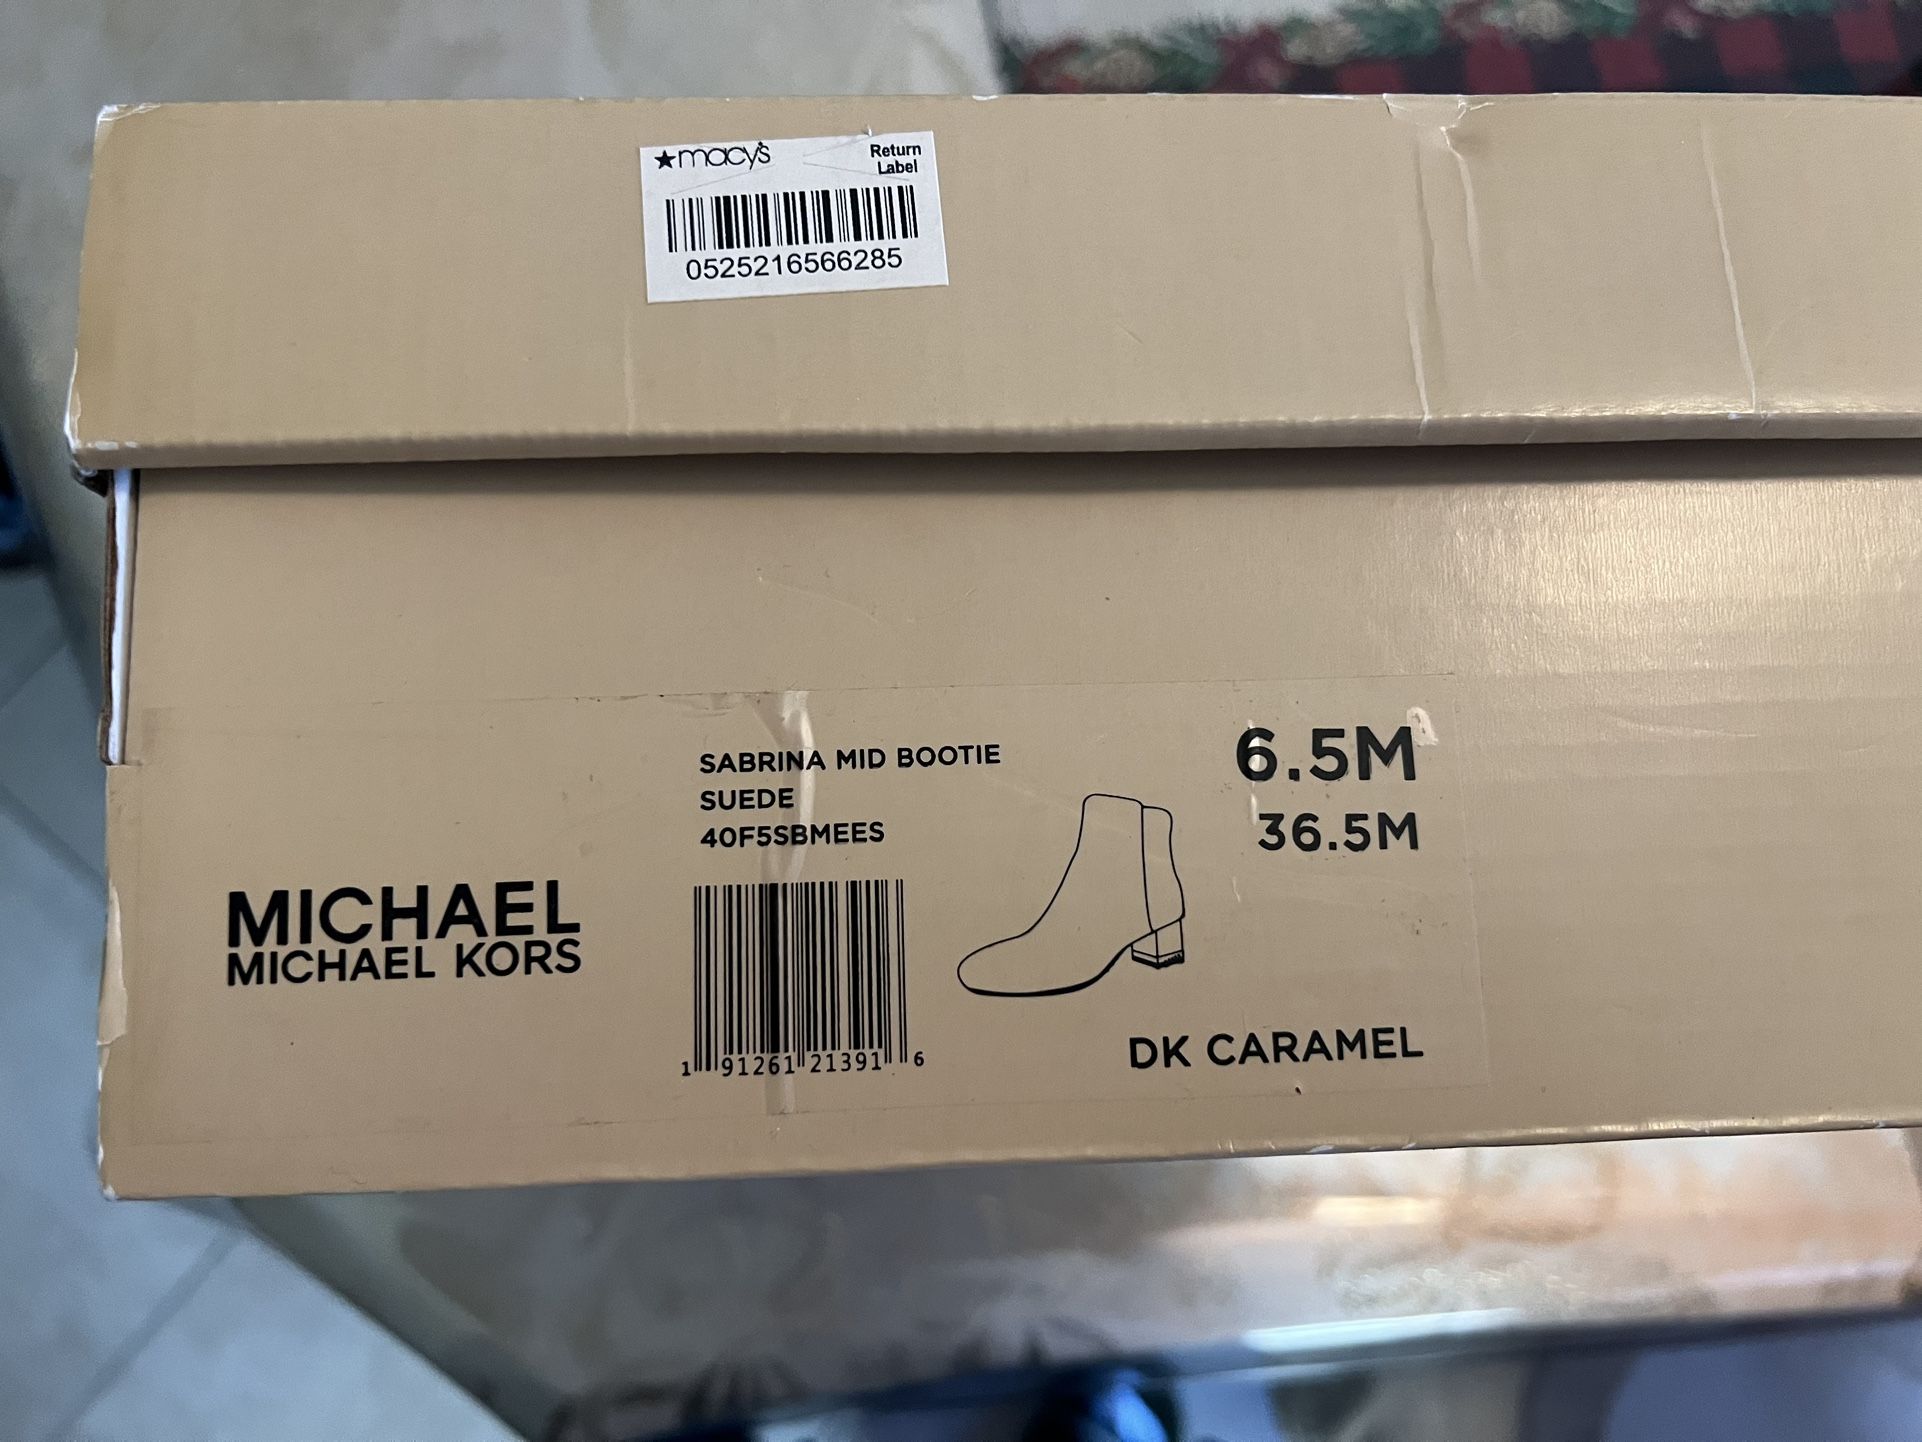 ★macy's
Return
Label
0525216566285
SABRINA MID BOOTIE
SUEDE
40F5SBMEES
6.5M
36.5M
MICHAEL
MICHAEL KORS
1 91261 21391 6
DK CARAMEL